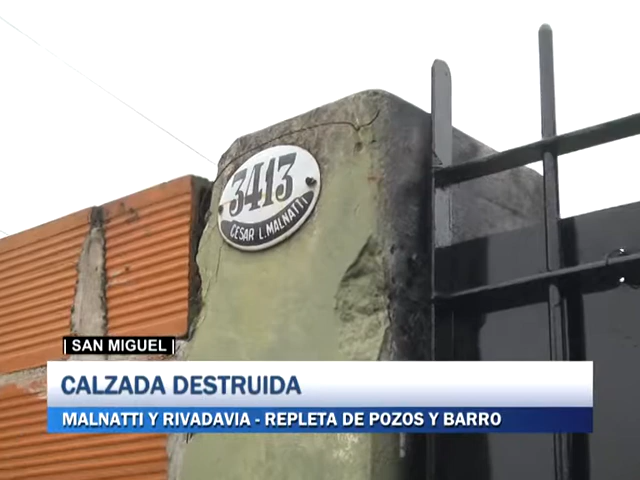 3413
CESAR L. MALNATTI
SAN MIGUEL
CALZADA DESTRUIDA
MALNATTI Y RIVADAVIA - REPLETA DE POZOS Y BARRO